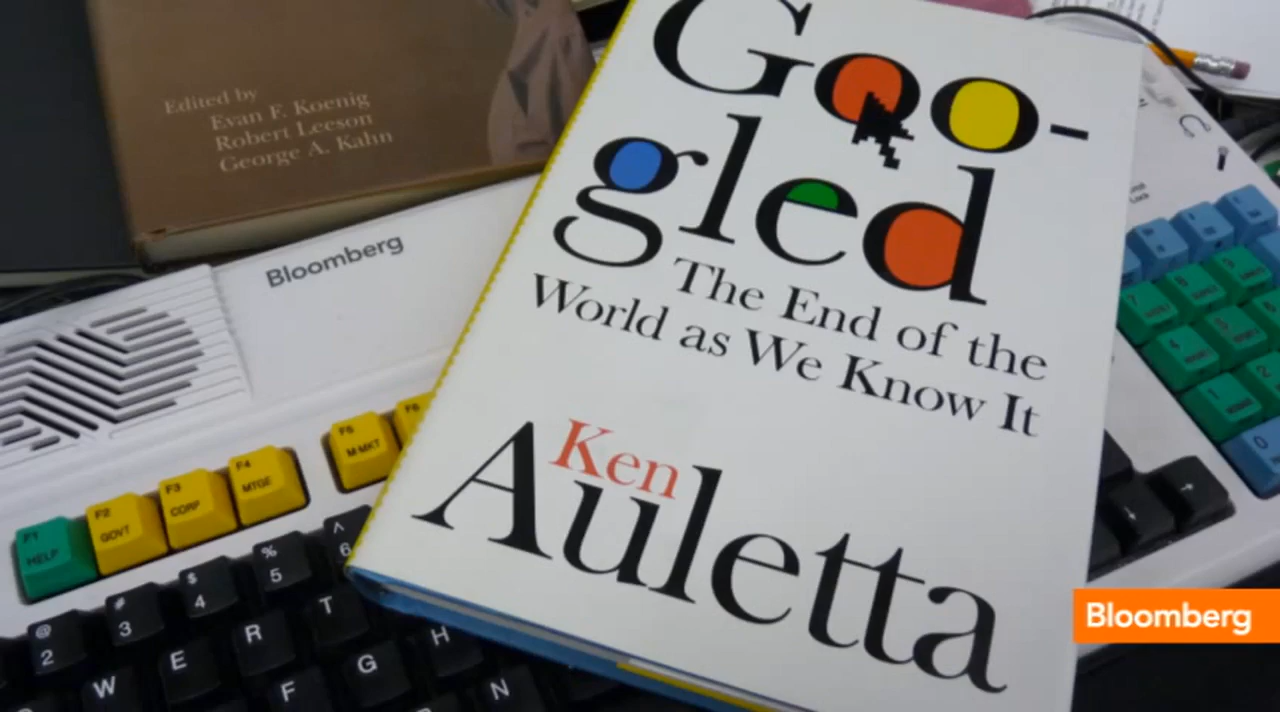 Edited by
Evan F. Koenig
Robert Leeson
George A. Kahn
Goo-
gled
The End of the
World as We Know It
Ken
Auletta
Bloomberg
F1
HELP
F2
GOVT
F3
CORP
F4
MTGE
F5
M-MKT
F6
@
2
#
3
$
4
%
5
^
6
W
E
R
T
F
G
H
N
Bloomberg